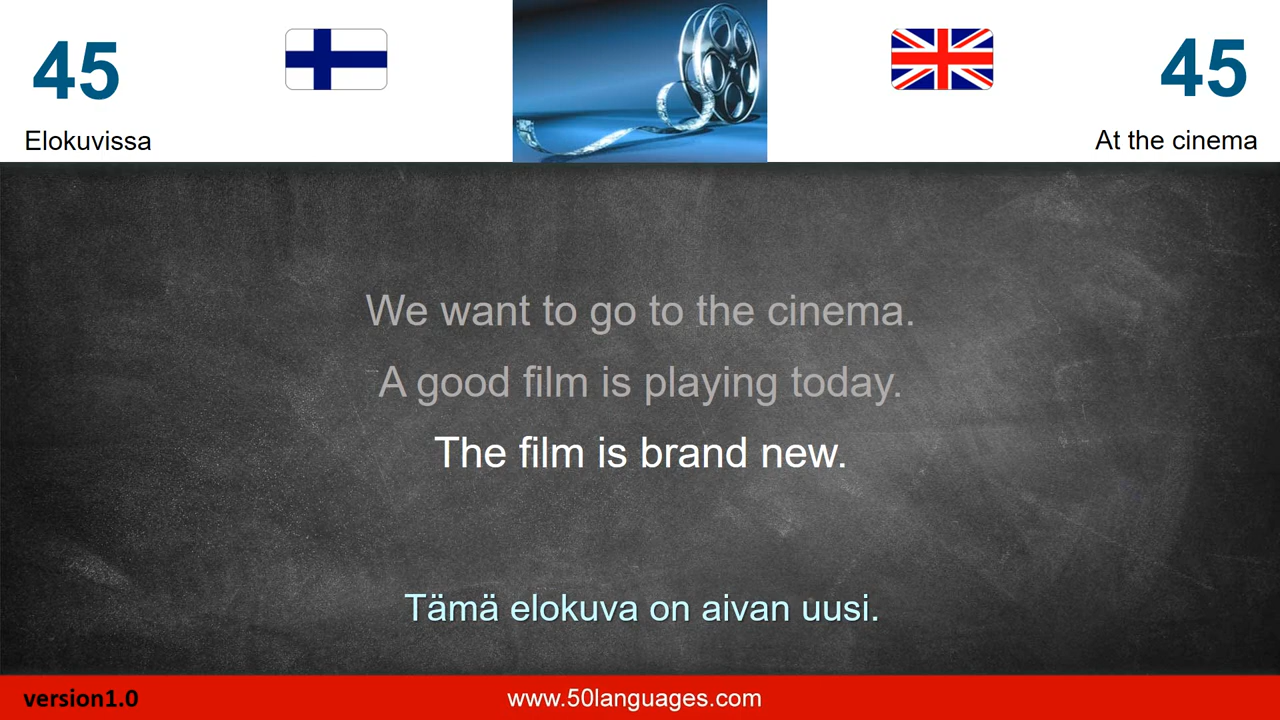 45
45
Elokuvissa
At the cinema
We want to go to the cinema.
A good film is playing today.
The film is brand new.
Tämä elokuva on aivan uusi.
version1.0
www.50languages.com